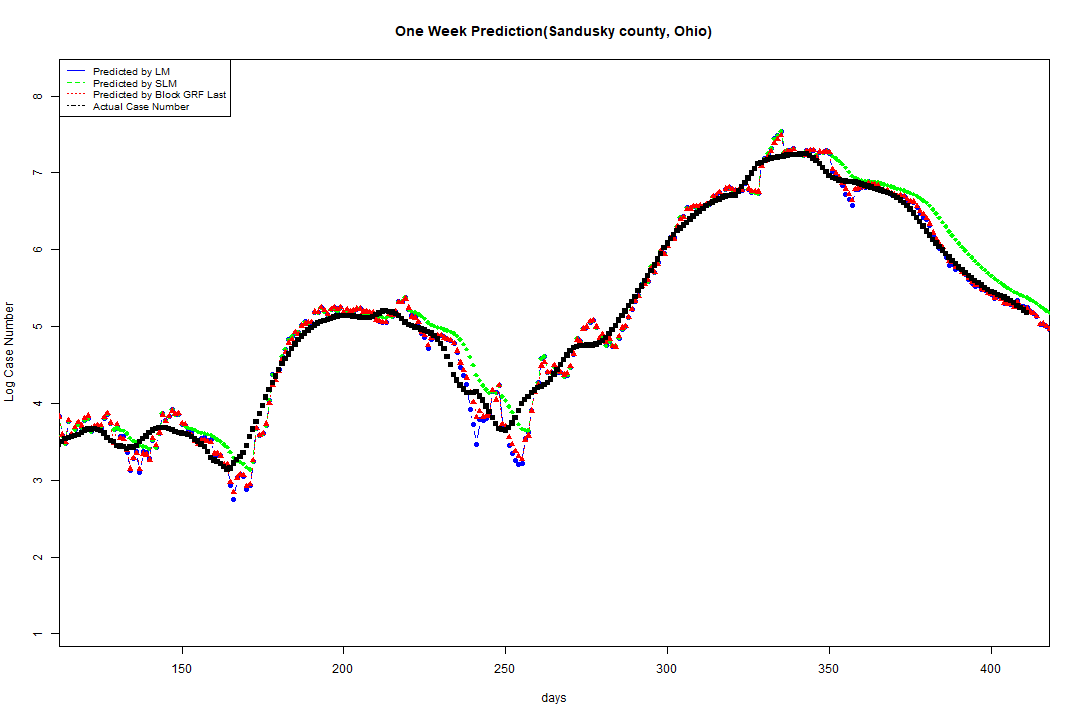 One Week Prediction(Sandusky county, Ohio)
Predicted by LM
Predicted by SLM
Predicted by Block GRF Last
Actual Case Number
Log Case Number
8
7
6
5
4
3
2
1
150 200 250 300 350 400
days